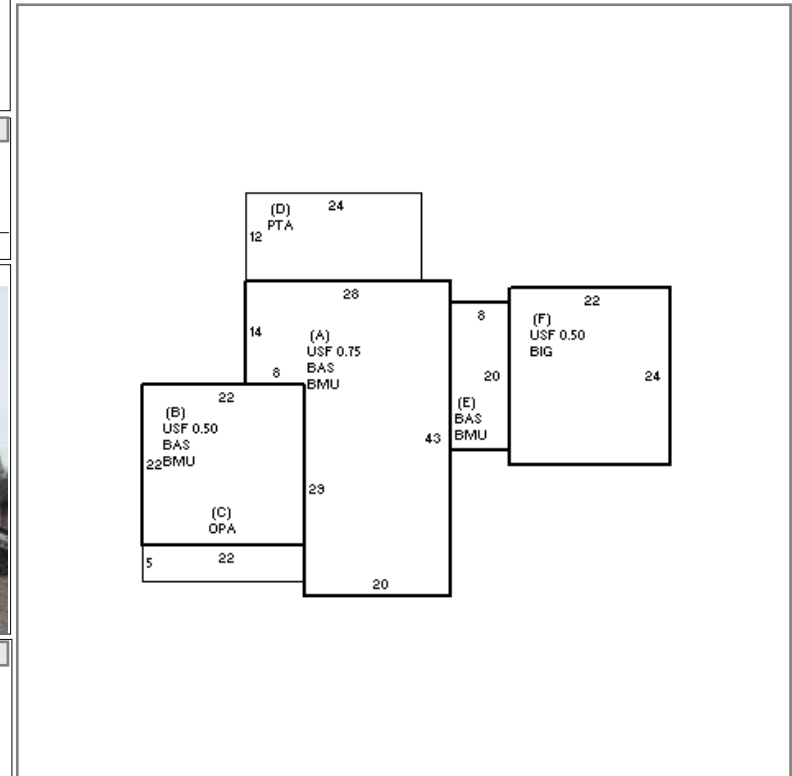 (D)
PTA
24
12
28
14
8
(A)
USF 0.75
BAS
BMU
22
(B)
USF 0.50
BAS
22BMU
(C)
OPA
5
22
29
43
20
8
20
(E)
BAS
BMU
22
(F)
USF 0.50
BIG
24